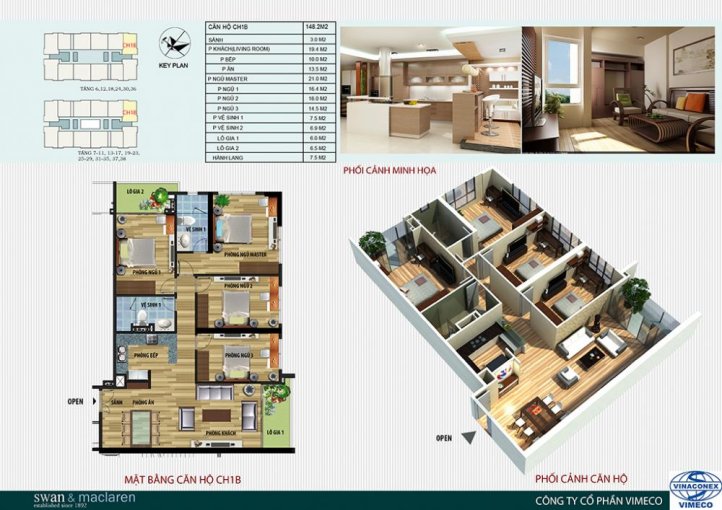 CĂN HỘ CH1B 148.2M2
SẢNH 3.0 M2
P KHÁCH(LIVING ROOM) 19.4 M2
P BẾP 10.0 M2
P ĂN 13.5 M2
P NGỦ MASTER 21.0 M2
P NGỦ 1 16.4 M2
P NGỦ 2 18.0 M2
P NGỦ 3 14.5 M2
P VỆ SINH 1 7.5 M2
P VỆ SINH 2 6.9 M2
LÔ GIA 1 6.0 M2
LÔ GIA 2 6.5 M2
HÀNH LANG 7.5 M2
CH1B
KEY PLAN
TẦNG 6,12,18,24,30,36
CH1B
TẦNG 7-11, 13-17, 19-23,
25-29, 31-35, 37,38
PHỐI CẢNH MINH HỌA
LÔ GIA 2
VỆ SINH 1
PHÒNG NGỦ MASTER
PHÒNG NGỦ 1
PHÒNG NGỦ 2
VỆ SINH 1
PHÒNG BẾP
PHÒNG NGỦ 3
OPEN
SẢNH
PHÒNG ĂN
PHÒNG KHÁCH
LÔ GIA 1
OPEN
MẶT BẰNG CĂN HỘ CH1B
PHỐI CẢNH CĂN HỘ
swan & maclaren
established since 1892
CÔNG TY CỔ PHẦN VIMECO
VINACONEX
VIMECO